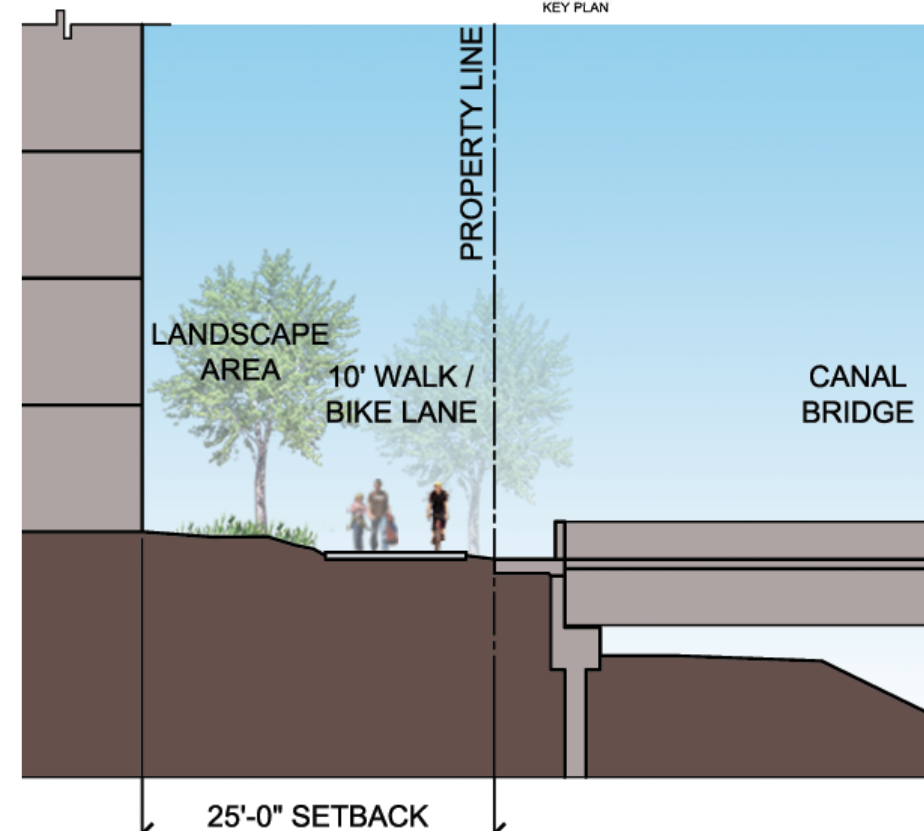 KEY PLAN
PROPERTY LINE
LANDSCAPE
AREA
10' WALK /
BIKE LANE
CANAL
BRIDGE
25'-0" SETBACK